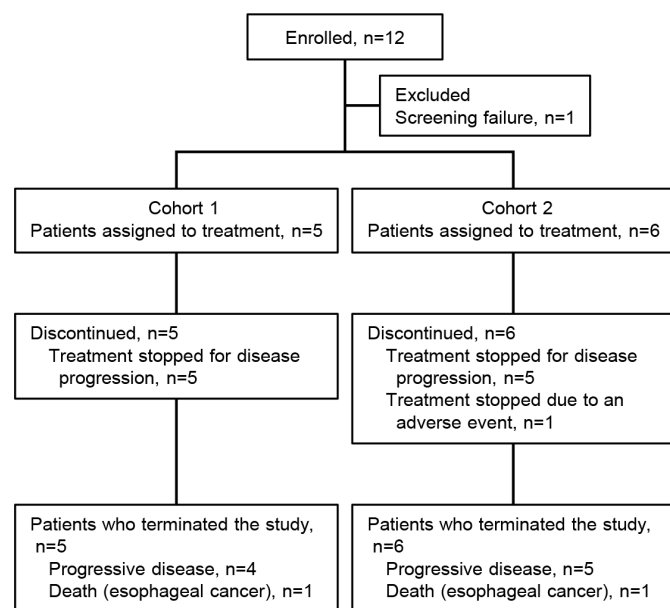 Enrolled, n=12
Excluded
Screening failure, n=1
Cohort 1
Patients assigned to treatment, n=5
Cohort 2
Patients assigned to treatment, n=6
Discontinued, n=5
Treatment stopped for disease
progression, n=5
Discontinued, n=6
Treatment stopped for disease
progression, n=5
Treatment stopped due to an
adverse event, n=1
Patients who terminated the study,
n=5
Progressive disease, n=4
Death (esophageal cancer), n=1
Patients who terminated the study,
n=6
Progressive disease, n=5
Death (esophageal cancer), n=1